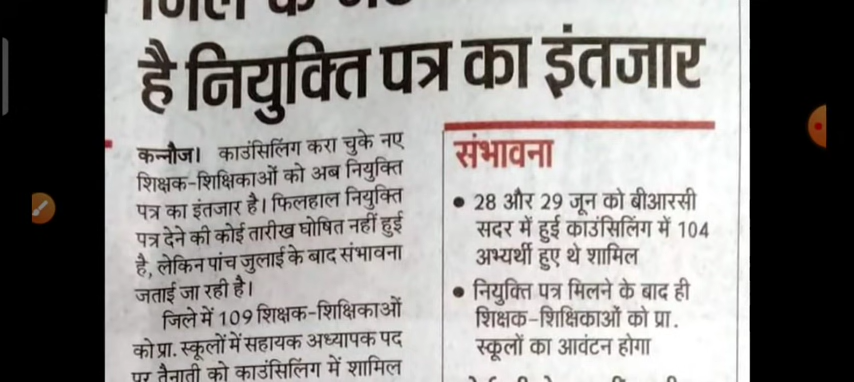 है नियुक्ति पत्र का इंतजार
कन्नौज। काउंसिलिंग करा चुके नए
शिक्षक-शिक्षिकाओं को अब नियुक्ति
पत्र का इंतजार है। फिलहाल नियुक्ति
पत्र देने की कोई तारीख घोषित नहीं हुई
है, लेकिन पांच जुलाई के बाद संभावना
जताई जा रही है।
जिले में 109 शिक्षक-शिक्षिकाओं
को प्रा. स्कूलों में सहायक अध्यापक पद
पर तैनाती को काउंसिलिंग में शामिल
संभावना
• 28 और 29 जून को बीआरसी
सदर में हुई काउंसिलिंग में 104
अभ्यर्थी हुए थे शामिल
• नियुक्ति पत्र मिलने के बाद ही
शिक्षक-शिक्षिकाओं को प्रा.
स्कूलों का आवंटन होगा